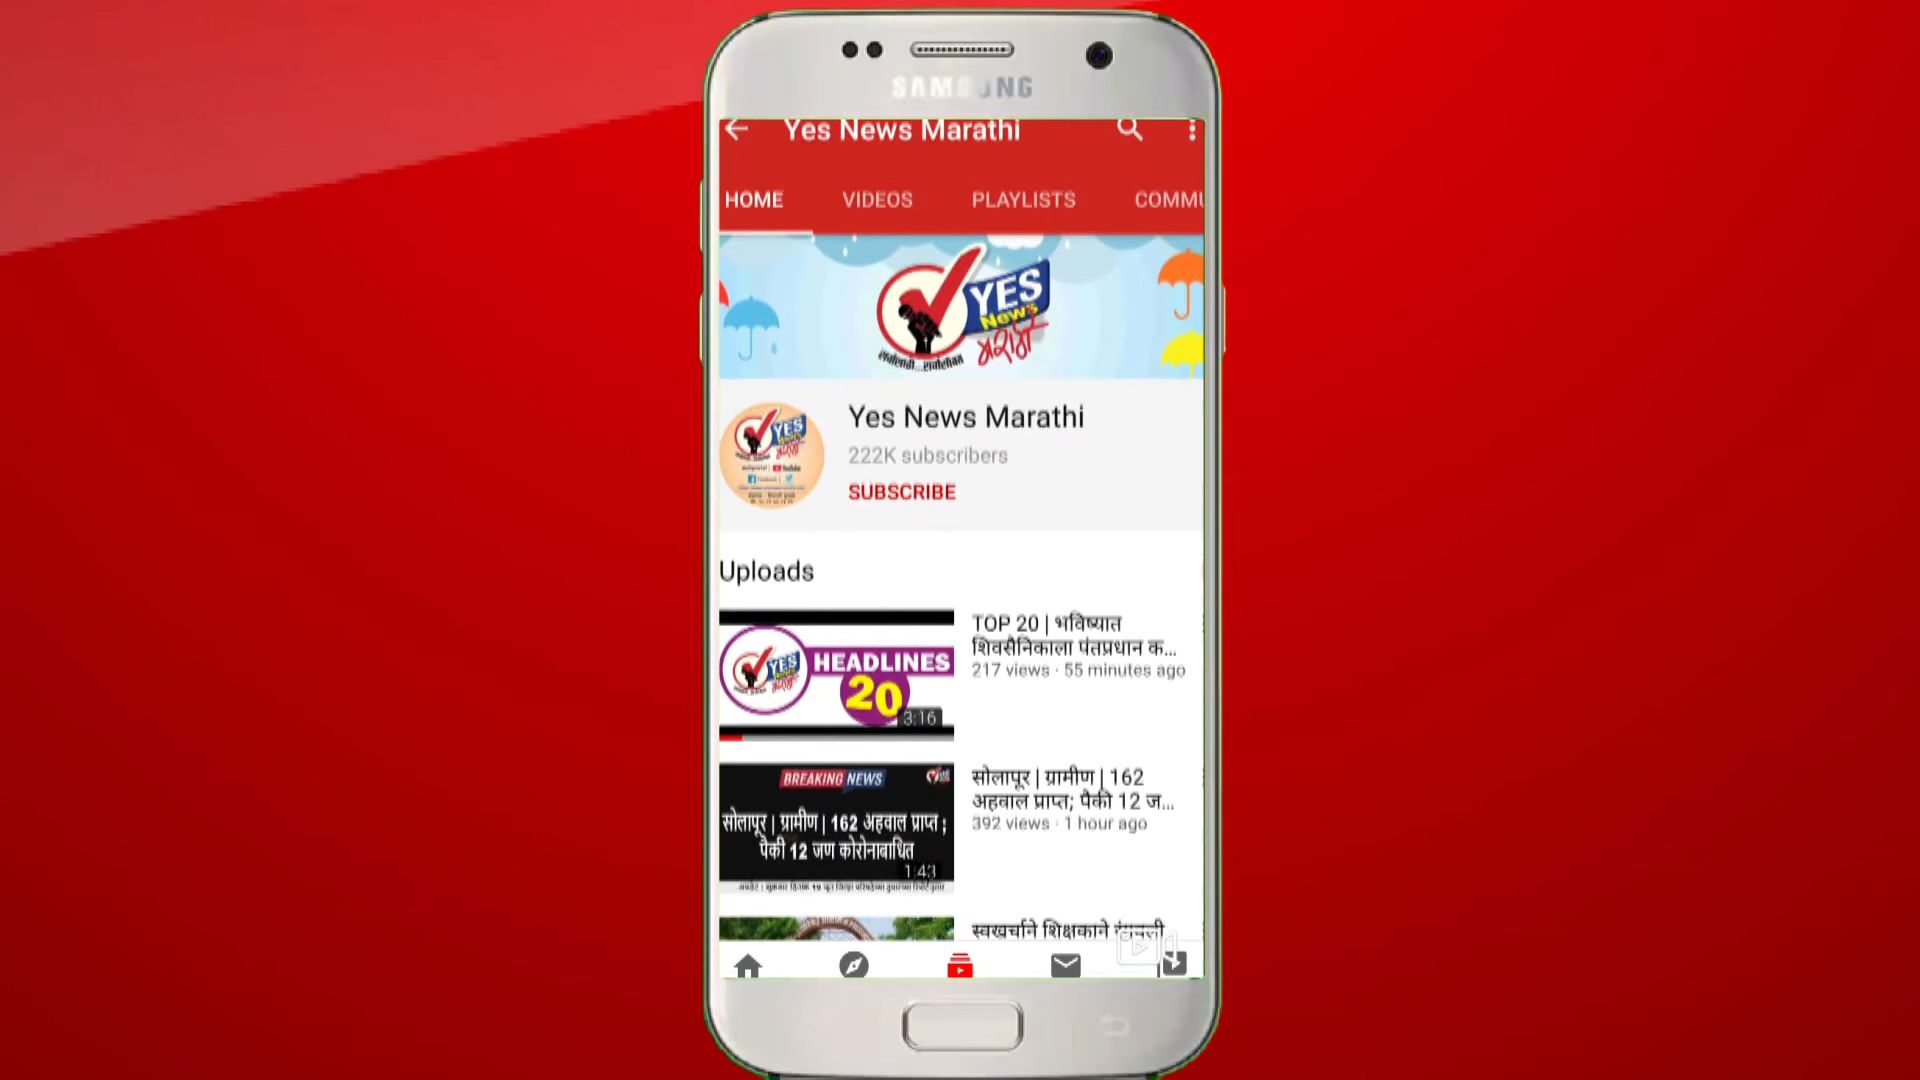 SAMSUNG
Yes News Marathi
HOME VIDEOS PLAYLISTS COMMU
YES
News
मराठी
Yes News Marathi
222K subscribers
SUBSCRIBE
YES
Uploads
YES
HEADLINES
20
3:16
TOP 20 | भविष्यात
शिवसैनिकाला पंतप्रधान क...
217 views · 55 minutes ago
BREAKING NEWS
सोलापूर | ग्रामीण | 162 अहवाल प्राप्त ;
पैकी 12 जण कोरोनाबाधित
1:43
सोलापूर | ग्रामीण | 162
अहवाल प्राप्त; पैकी 12 ज...
392 views · 1 hour ago
स्वखर्चाने शिक्षकाने